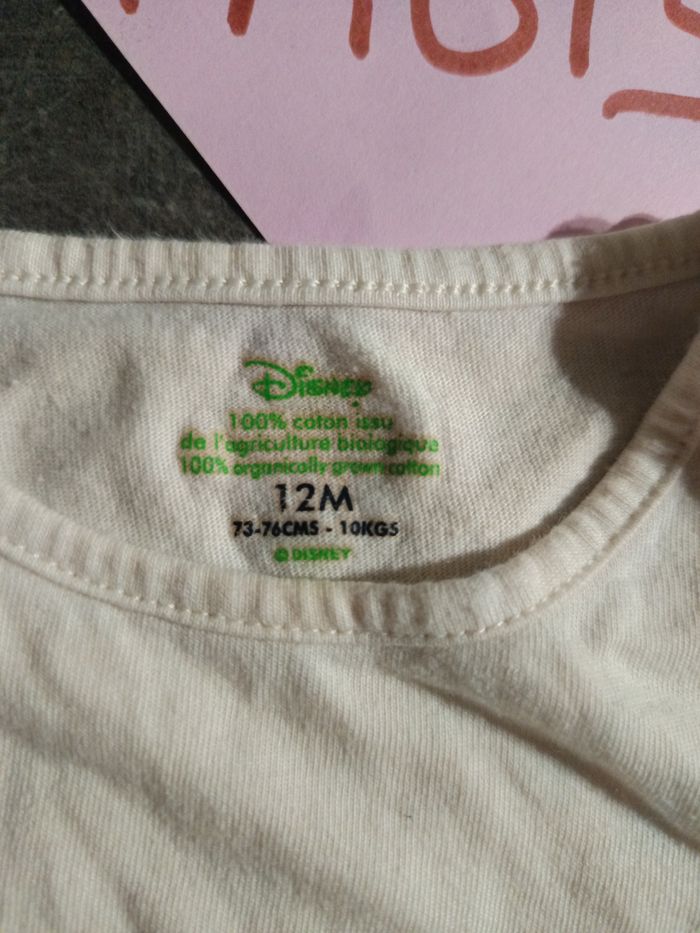 Disney
100% coton issu
de l'agriculture biologique
100% organically grown cotton
12M
73-76CMS - 10KGS
© DISNEY